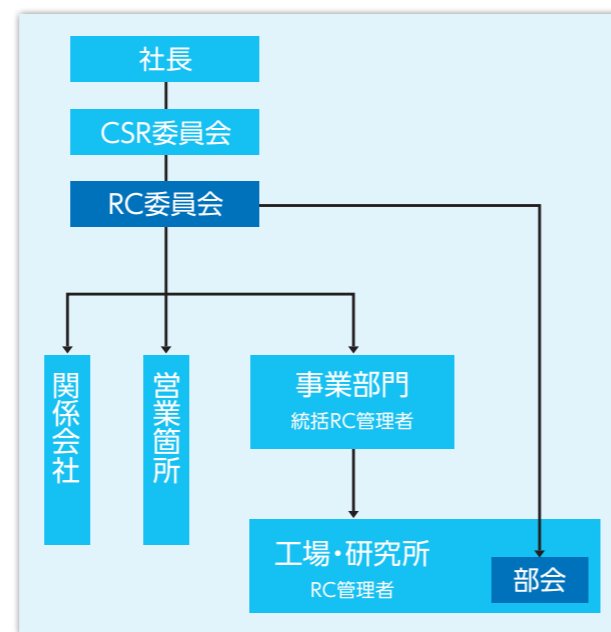 社長
CSR委員会
RC委員会
関係会社
営業箇所
事業部門
統括RC管理者
工場・研究所
RC管理者
部会